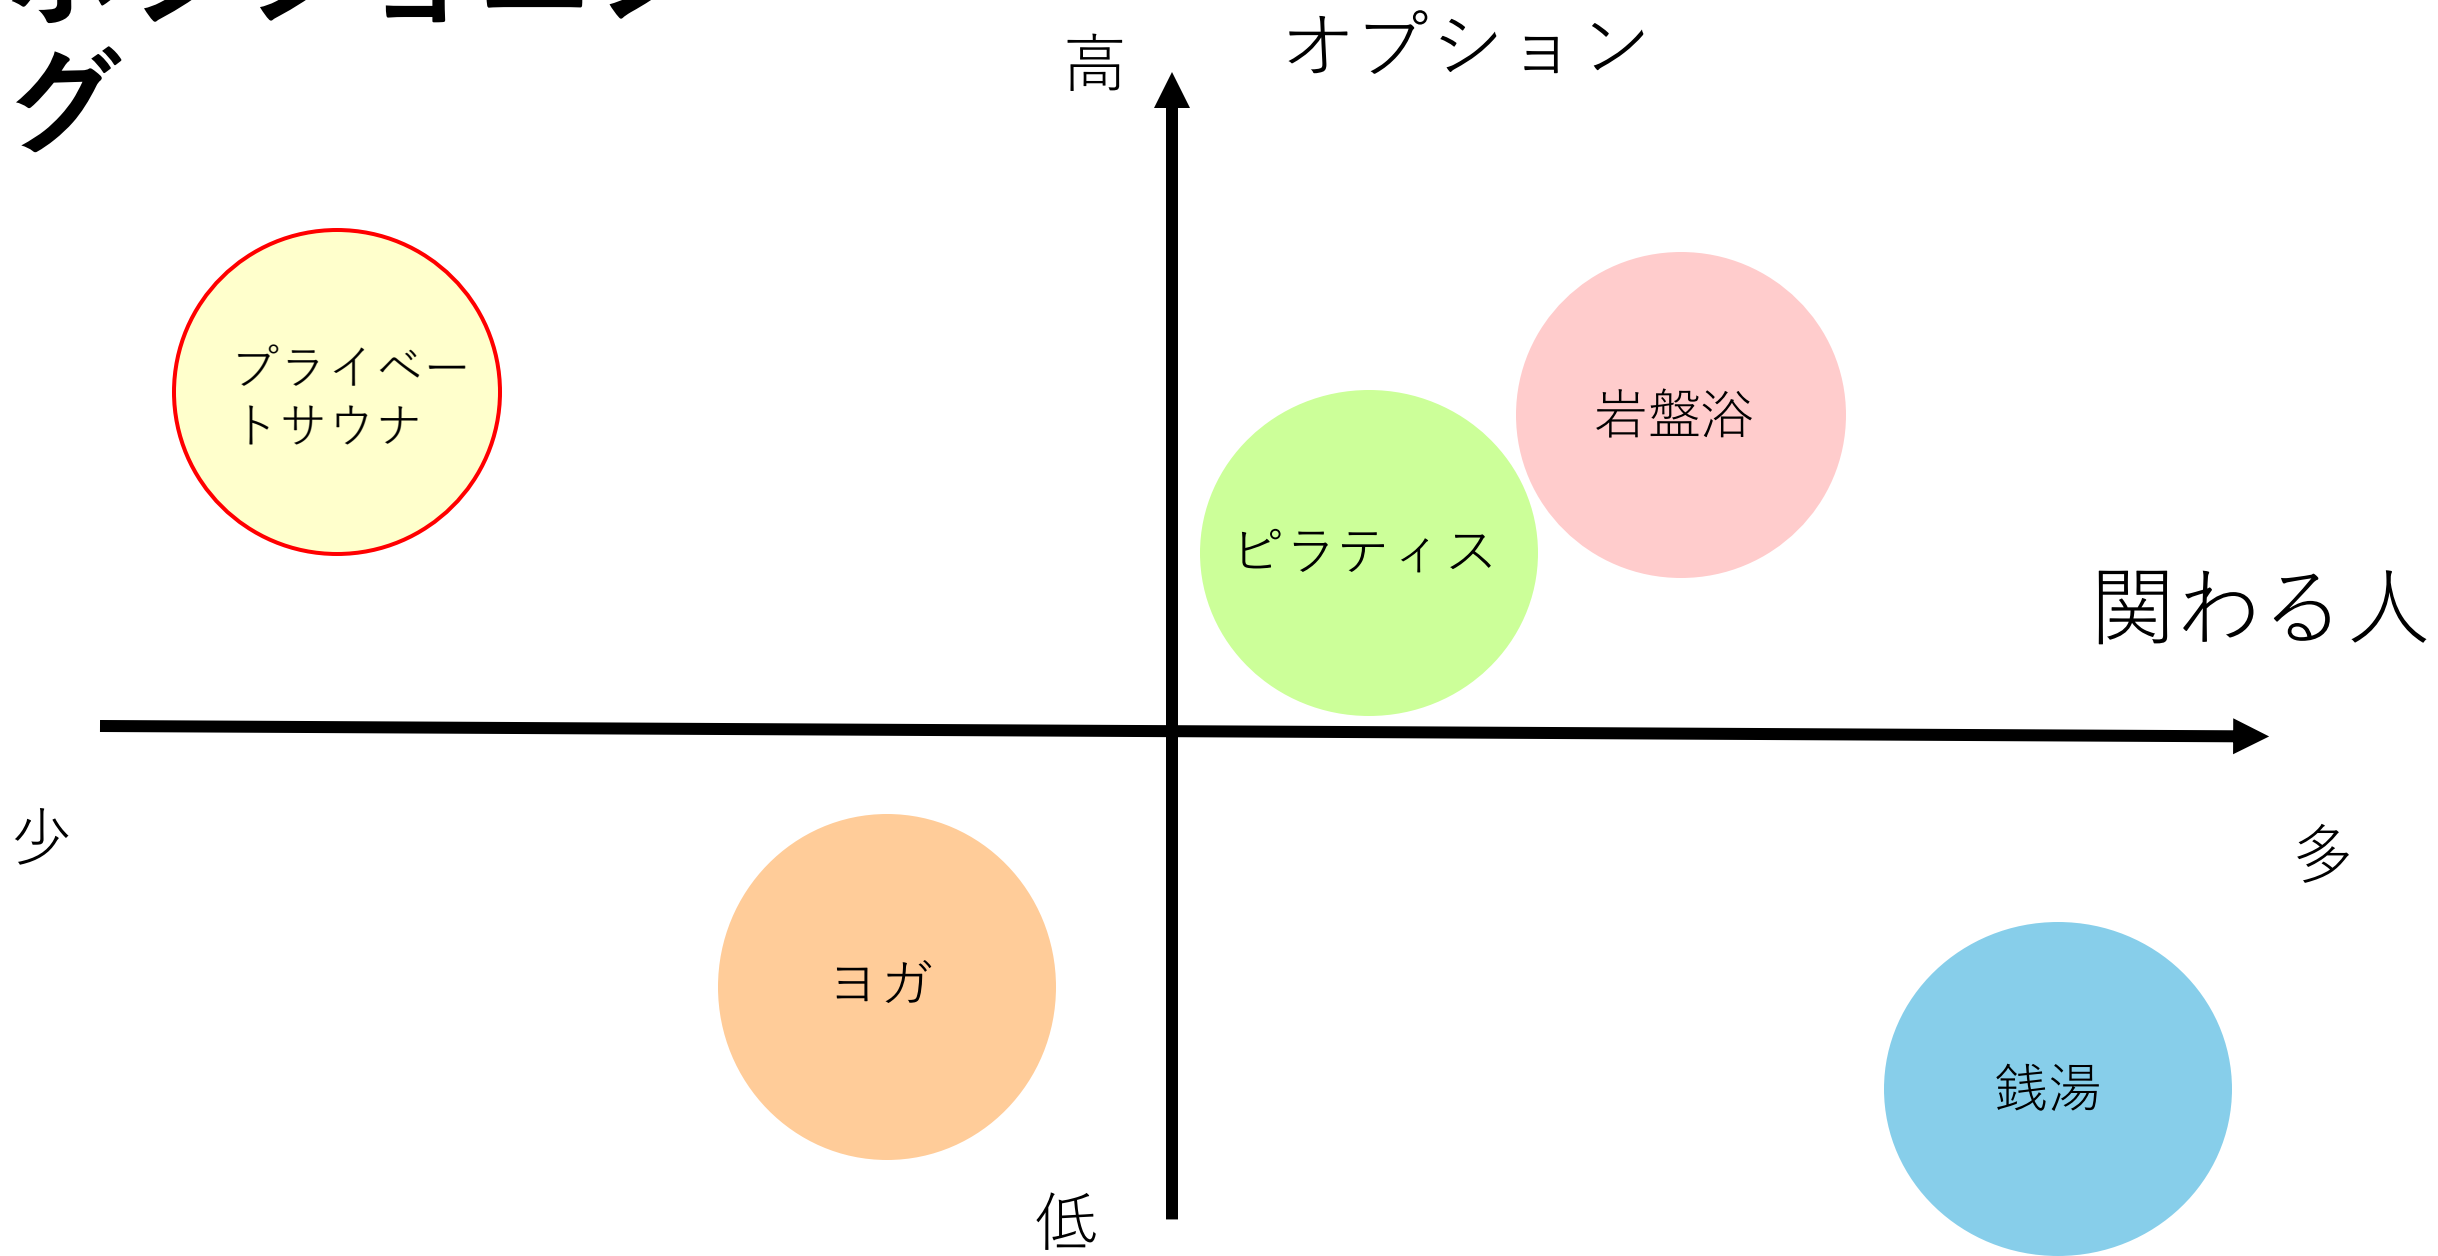 グ
高
オプション
プライベー
トサウナ
岩盤浴
ピラティス
関わる人
少
多
ヨガ
銭湯
低